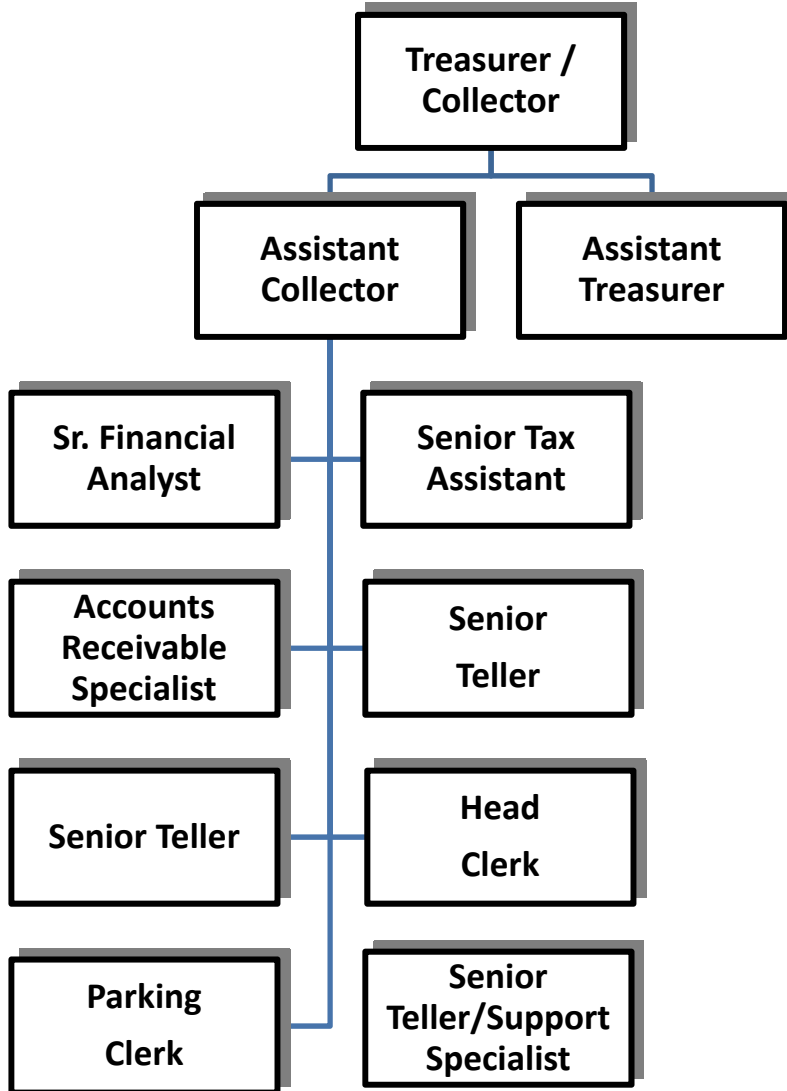 Treasurer /
Collector
Assistant
Collector
Assistant
Treasurer
Sr. Financial
Analyst
Senior Tax
Assistant
Accounts
Receivable
Specialist
Senior
Teller
Senior Teller
Head
Clerk
Parking
Clerk
Senior
Teller/Support
Specialist